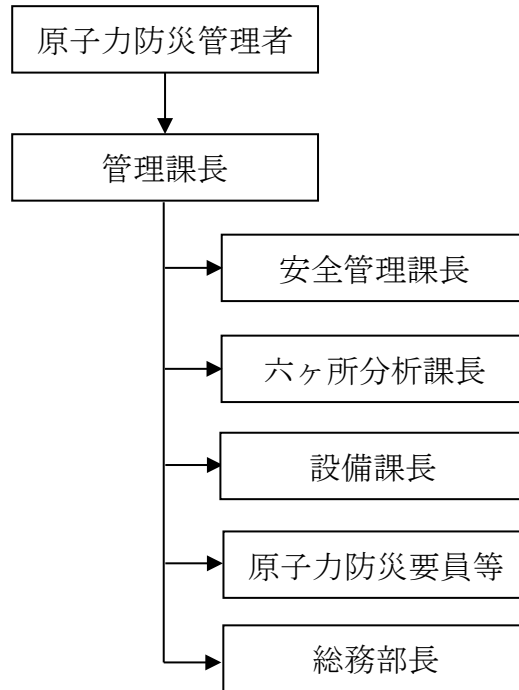 原子力防災管理者
管理課長
安全管理課長
六ヶ所分析課長
設備課長
原子力防災要員等
総務部長